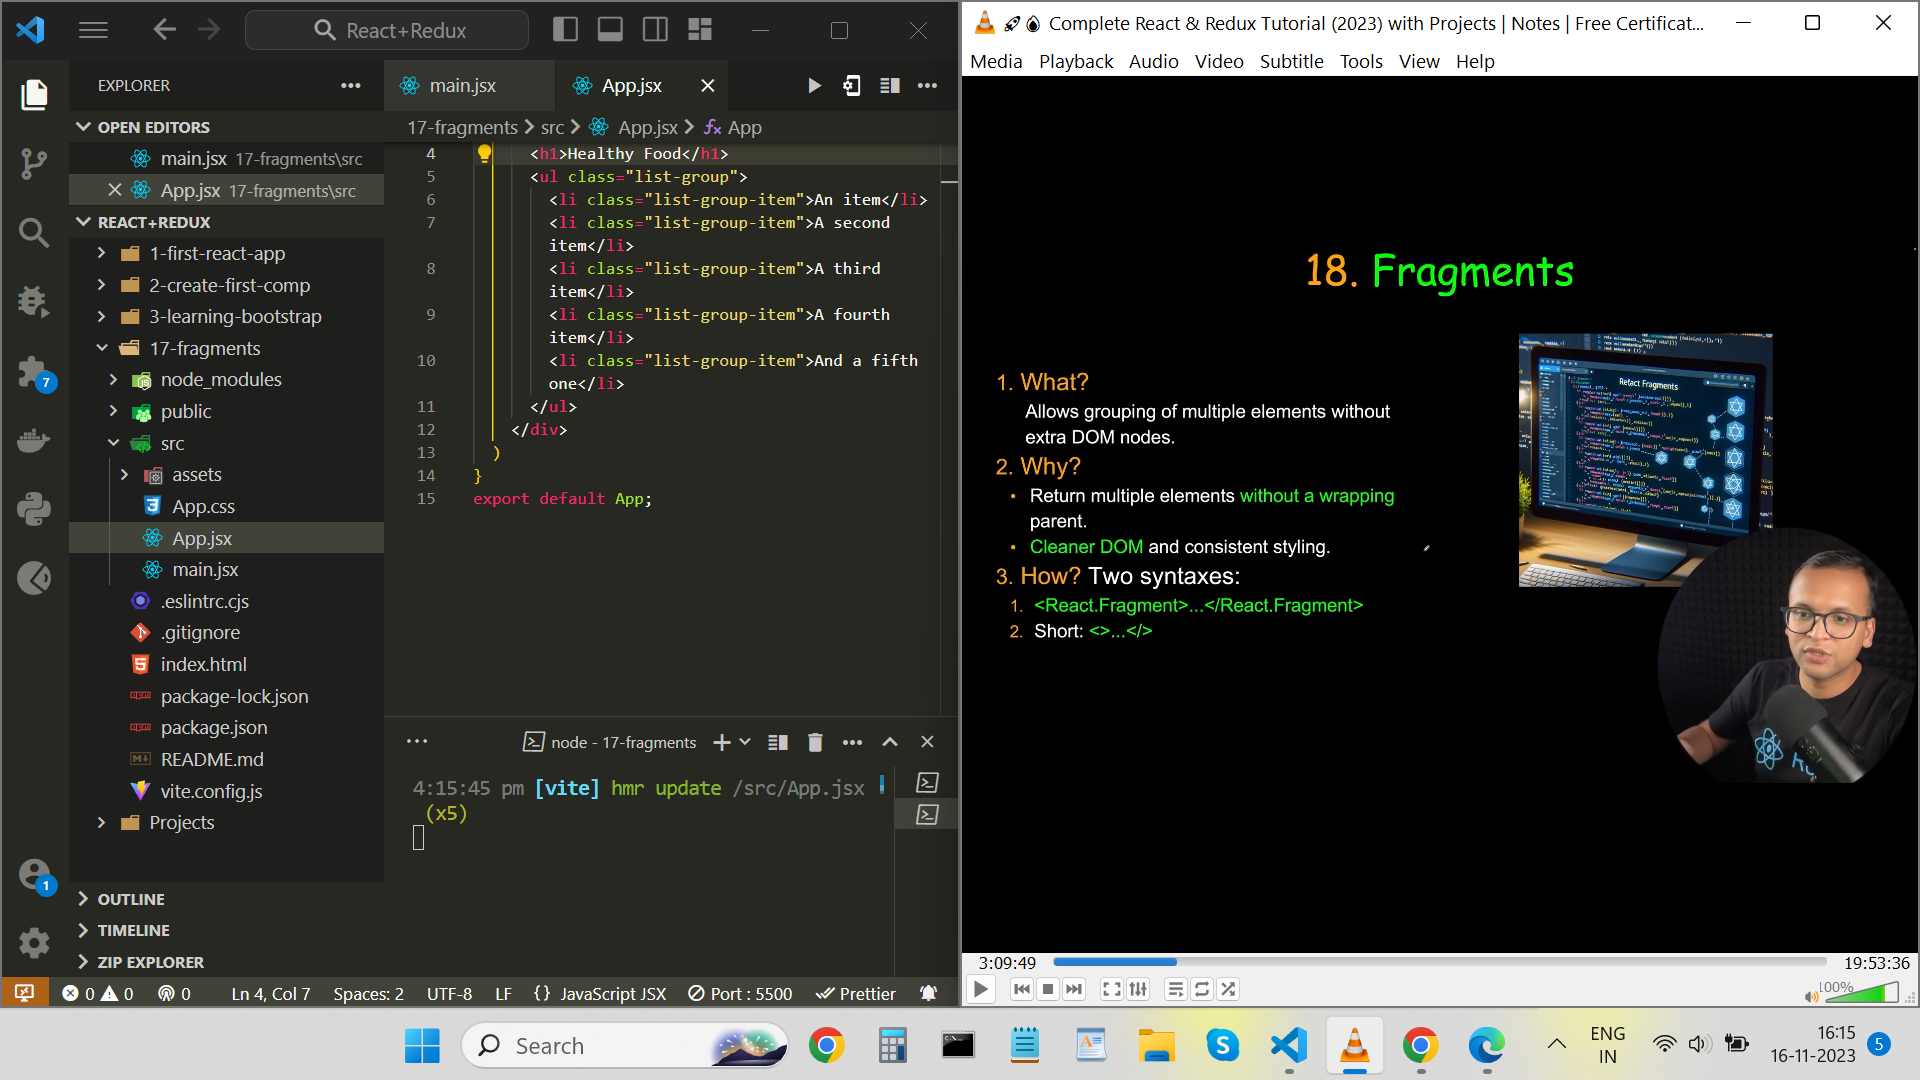 React+Redux
EXPLORER
OPEN EDITORS
main.jsx 17-fragments\src
App.jsx 17-fragments\src
REACT+REDUX
1-first-react-app
2-create-first-comp
3-learning-bootstrap
17-fragments
node_modules
public
src
assets
App.css
App.jsx
main.jsx
.eslintrc.cjs
.gitignore
index.html
package-lock.json
package.json
README.md
vite.config.js
Projects
OUTLINE
TIMELINE
ZIP EXPLORER
7
1
main.jsx
App.jsx
17-fragments > src > App.jsx > App
4 <h1>Healthy Food</h1>
5 <ul class="list-group">
6 <li class="list-group-item">An item</li>
7 <li class="list-group-item">A second
item</li>
8 <li class="list-group-item">A third
item</li>
9 <li class="list-group-item">A fourth
item</li>
10 <li class="list-group-item">And a fifth
one</li>
11 </ul>
12 </div>
13 )
14 }
15 export default App;
node - 17-fragments
4:15:45 pm [vite] hmr update /src/App.jsx
(x5)
0 0 0 Ln 4, Col 7 Spaces: 2 UTF-8 LF {} JavaScript JSX Port : 5500 Prettier
Complete React & Redux Tutorial (2023) with Projects | Notes | Free Certificat...
Media Playback Audio Video Subtitle Tools View Help
18. Fragments
1. What?
Allows grouping of multiple elements without
extra DOM nodes.
2. Why?
• Return multiple elements without a wrapping
parent.
• Cleaner DOM and consistent styling.
3. How? Two syntaxes:
1. <React.Fragment>...</React.Fragment>
2. Short: <>...</>
Retact Fragments
3:09:49
19:53:36
100%
Search
ENG
IN
16:15
16-11-2023
5